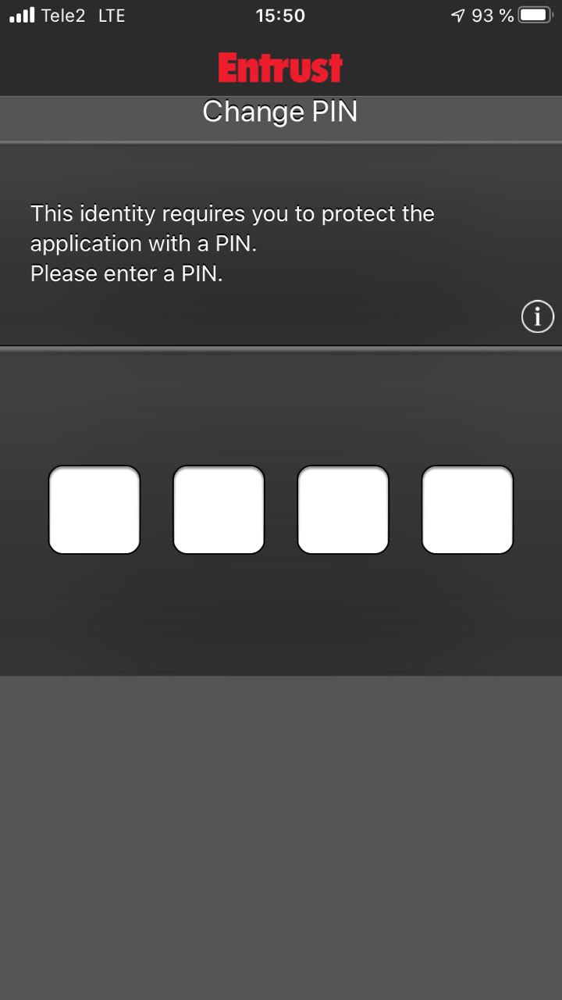 Tele2 LTE 15:50 93 %
Entrust
Change PIN
This identity requires you to protect the
application with a PIN.
Please enter a PIN.
i